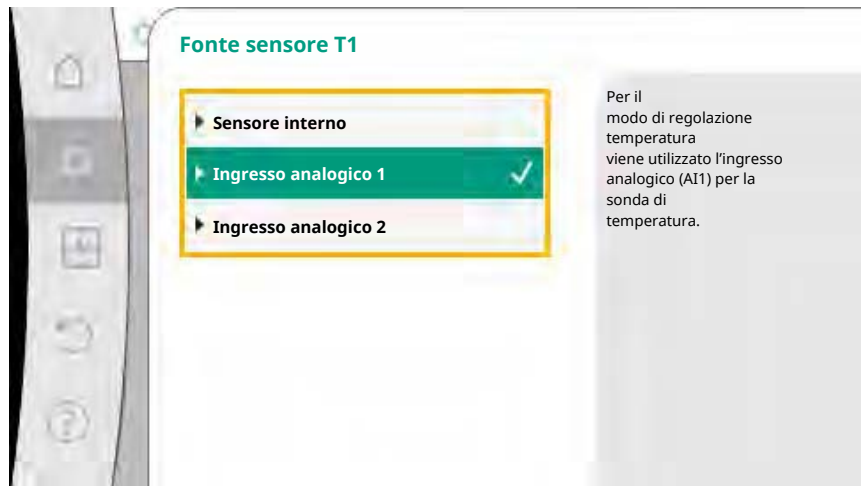 Fonte sensore T1
Sensore interno
Ingresso analogico 1
Ingresso analogico 2
Per il
modo di regolazione
temperatura
viene utilizzato l'ingresso
analogico (AI1) per la
sonda di
temperatura.